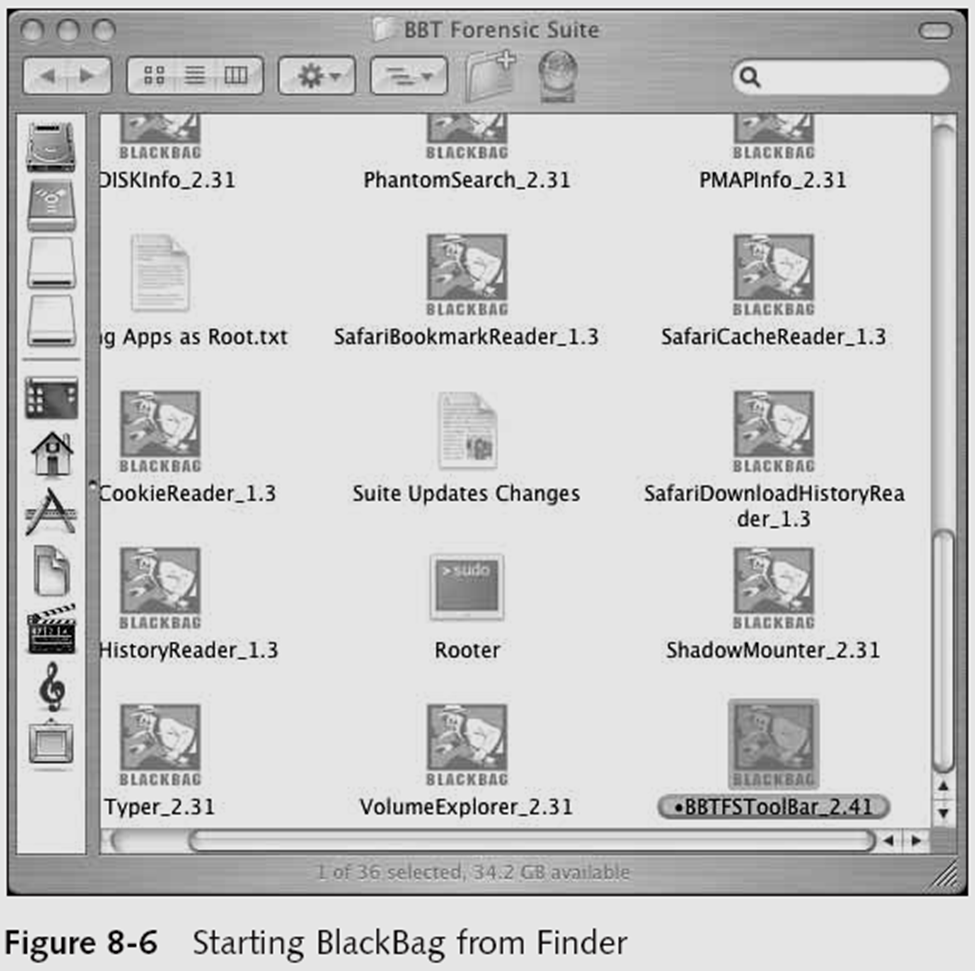 BBT Forensic Suite
BLACKBAG BLACKBAG BLACKBAG
DISKInfo_2.31 PhantomSearch_2.31 PMAPInfo_2.31
BLACKBAG BLACKBAG
g Apps as Root.txt SafariBookmarkReader_1.3 SafariCacheReader_1.3
BLACKBAG BLACKBAG
CookieReader_1.3 Suite Updates Changes SafariDownloadHistoryRea
der_1.3
>sudo
BLACKBAG BLACKBAG
HistoryReader_1.3 Rooter ShadowMounter_2.31
BLACKBAG BLACKBAG BLACKBAG
Typer_2.31 VolumeExplorer_2.31 •BBTFSToolBar_2.41
1 of 36 selected, 34.2 GB available
Figure 8-6 Starting BlackBag from Finder